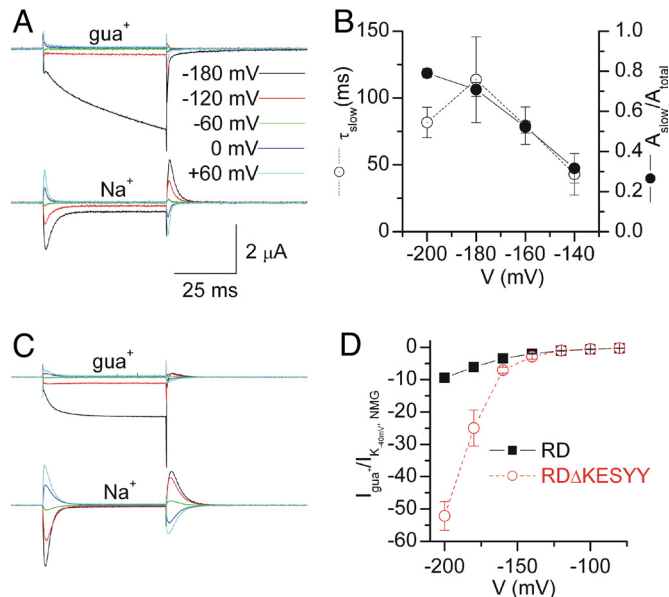 A
gua+
-180 mV
-120 mV
-60 mV
0 mV
+60 mV
Na+
2 µA
25 ms
B
150
100
50
0
τslow(ms)
1.0
0.8
0.6
0.4
0.2
0.0
Aslow/Atotal
-200 -180 -160 -140
V (mV)
C
gua+
Na+
D
0
-10
-20
-30
-40
-50
-60
Igua+/IK-40mV, NMG
RD
RDΔKESYY
-200 -150 -100
V (mV)